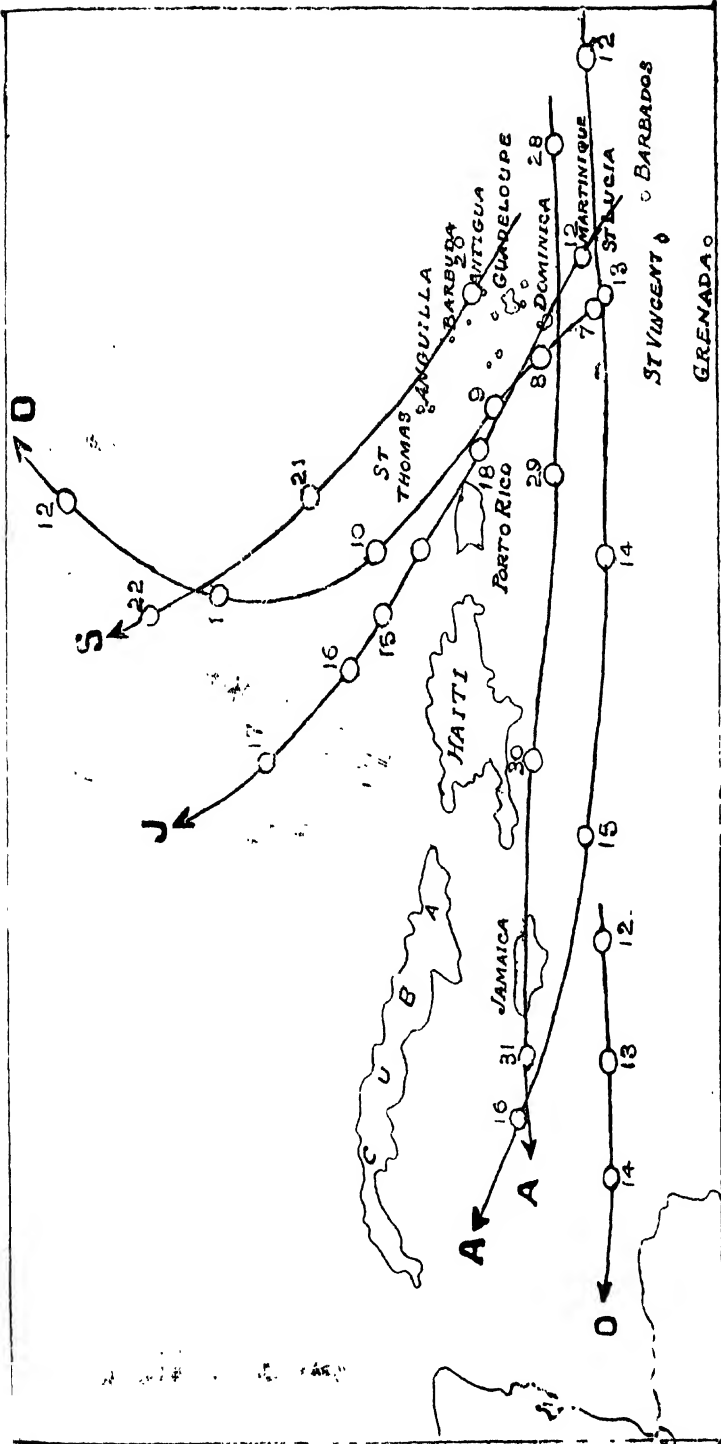 O
12
S
22
1
21
10
J
17
16
15
18
9
8
7
ST
THOMAS
ANGUILLA
BARBUDA
20
ANTIGUA
GUADELOUPE
DOMINICA
28
12
MARTINIQUE
ST LUCIA
12
13
BARBADOS
ST VINCENT
GRENADA
PORTO RICO
HAITI
29
30
14
15
CUBA
JAMAICA
31
16
A
A
12
13
14
O